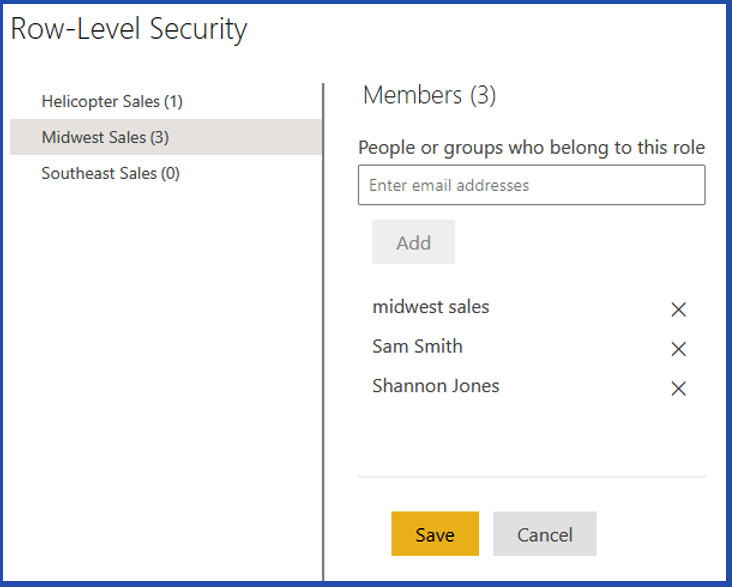 Row-Level Security
Helicopter Sales (1)
Midwest Sales (3)
Southeast Sales (0)
Members (3)
People or groups who belong to this role
Enter email addresses
Add
midwest sales
Sam Smith
Shannon Jones
Save
Cancel